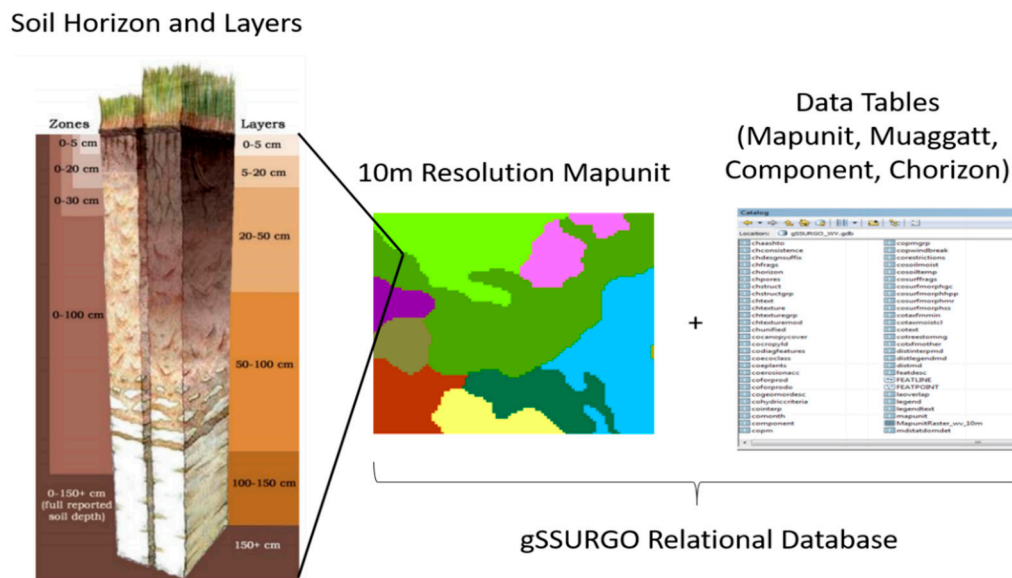 Soil Horizon and Layers
Zones
Layers
0-5 cm
0-5 cm
0-20 cm
5-20 cm
0-30 cm
20-50 cm
0-100 cm
50-100 cm
100-150 cm
0-150+ cm
(full reported
soil depth)
150+ cm
10m Resolution Mapunit
+
Data Tables
(Mapunit, Muaggatt,
Component, Chorizon)
Catalog
Location: gSSURGO_WV.gdb
chaashto
chconsistence
chdesgnsuffix
chfrags
chorizon
chpores
chstruct
chstructgrp
chtext
chtexture
chtexturegrp
chtexturemod
chunified
cocanopycover
cocropyld
codiagfeatures
coecoclass
coeplants
coerosionacc
coforprod
coforprodo
cogeomordesc
cohydriccriteria
cointerp
comonth
component
copm
copmgrp
copwindbreak
corestrictions
cosoilmoist
cosoiltemp
cosurffrags
cosurfmorphgc
cosurfmorphhpp
cosurfmorphmr
cosurfmorphss
cotaxfmmin
cotaxmoistcl
cotext
cotreestomng
cotxfmother
distinterpmd
distlegendmd
distmd
featdesc
FEATLINE
FEATPOINT
laoverlap
legend
legendtext
mapunit
MapunitRaster_wv_10m
mdstatdomdet
gSSURGO Relational Database